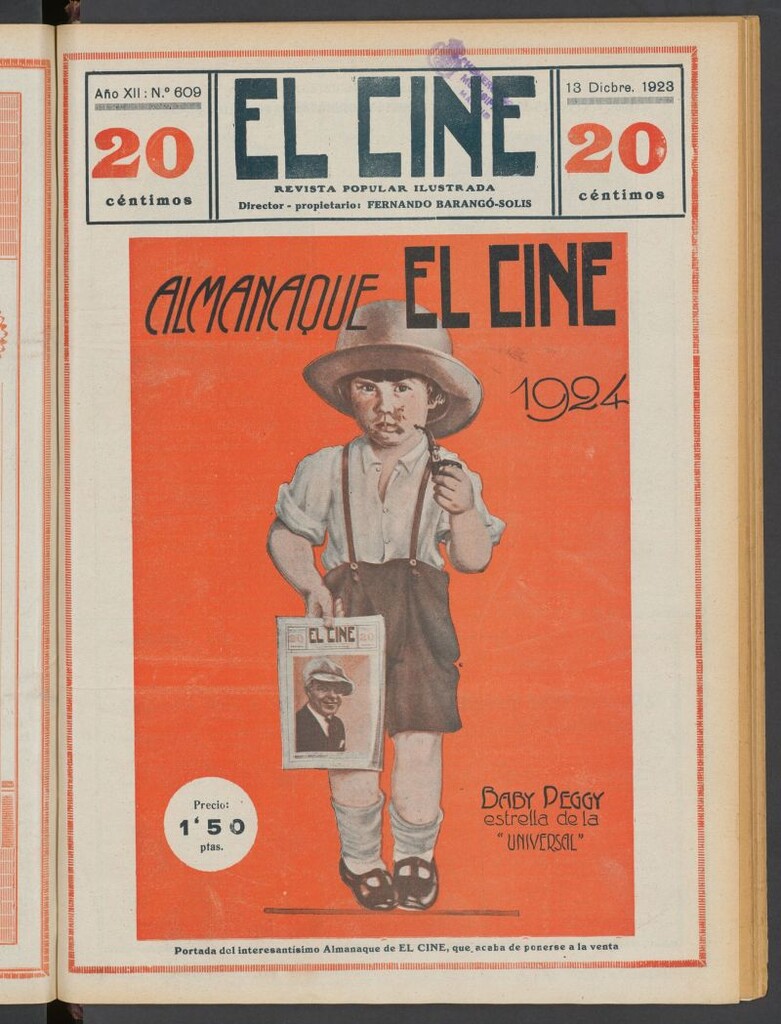 Año XII : N.º 609
20
céntimos
EL CINE
REVISTA POPULAR ILUSTRADA
Director - propietario: FERNANDO BARANGÓ-SOLIS
13 Dicbre. 1923
20
céntimos
ALMANAQUE EL CINE
1924
20 EL CINE 20
Precio:
1'50
ptas.
BABY PEGGY
estrella de la
"UNIVERSAL"
Portada del interesantísimo Almanaque de EL CINE, que acaba de ponerse a la venta